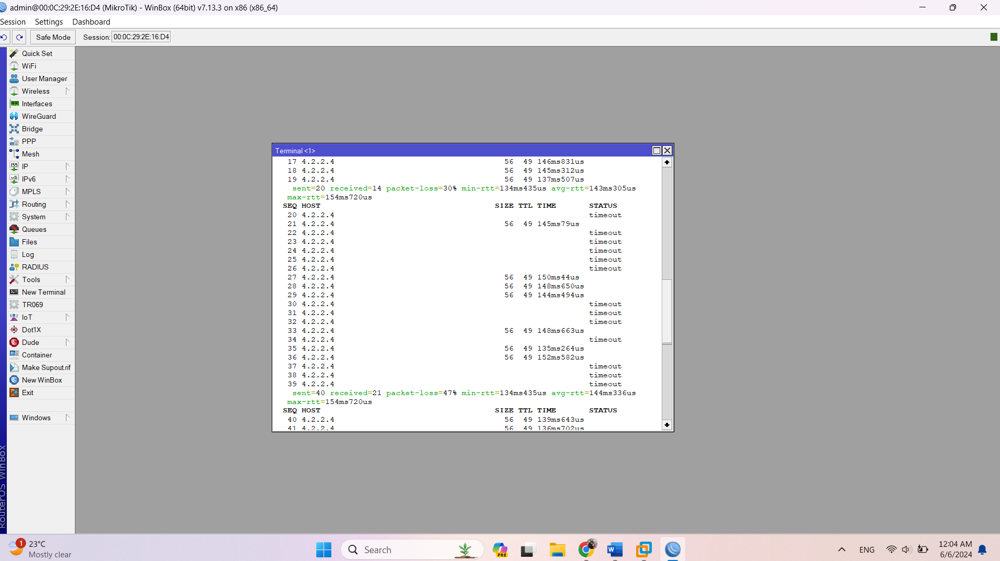 admin@00:0C:29:2E:16:D4 (MikroTik) - WinBox (64bit) v7.13.3 on x86 (x86_64)
Session Settings Dashboard
Safe Mode Session: 00:0C:29:2E:16:D4
Quick Set
WiFi
User Manager
Wireless
Interfaces
WireGuard
Bridge
PPP
Mesh
IP
IPv6
MPLS
Routing
System
Queues
Files
Log
RADIUS
Tools
New Terminal
TR069
IoT
Dot1X
Dude
Container
Make Supout.rif
New WinBox
Exit
Windows
RouterOS WinBox
Terminal <1>
17 4.2.2.4 56 49 146ms831us
18 4.2.2.4 56 49 145ms312us
19 4.2.2.4 56 49 137ms507us
sent=20 received=14 packet-loss=30% min-rtt=134ms435us avg-rtt=143ms305us
max-rtt=154ms720us
SEQ HOST SIZE TTL TIME STATUS
20 4.2.2.4 timeout
21 4.2.2.4 56 49 145ms79us
22 4.2.2.4 timeout
23 4.2.2.4 timeout
24 4.2.2.4 timeout
25 4.2.2.4 timeout
26 4.2.2.4 timeout
27 4.2.2.4 56 49 150ms44us
28 4.2.2.4 56 49 148ms650us
29 4.2.2.4 56 49 144ms494us
30 4.2.2.4 timeout
31 4.2.2.4 timeout
32 4.2.2.4 timeout
33 4.2.2.4 56 49 148ms663us
34 4.2.2.4 timeout
35 4.2.2.4 56 49 135ms264us
36 4.2.2.4 56 49 152ms582us
37 4.2.2.4 timeout
38 4.2.2.4 timeout
39 4.2.2.4 timeout
sent=40 received=21 packet-loss=47% min-rtt=134ms435us avg-rtt=144ms336us
max-rtt=154ms720us
SEQ HOST SIZE TTL TIME STATUS
40 4.2.2.4 56 49 139ms643us
41 4.2.2.4 56 49 136ms702us
1
23°C
Mostly clear
Search
PRE
ENG
12:04 AM
6/6/2024